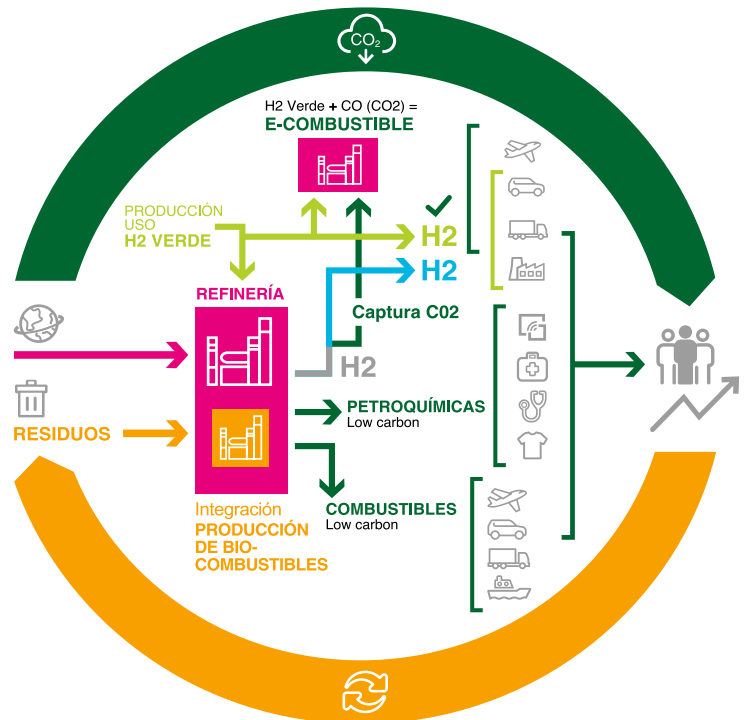 CO₂
H2 Verde + CO (CO2) =
E-COMBUSTIBLE
PRODUCCIÓN
USO
H2 VERDE
H2
H2
REFINERÍA
Captura C02
H2
RESIDUOS
PETROQUÍMICAS
Low carbon
Integración
PRODUCCIÓN
DE BIO-
COMBUSTIBLES
COMBUSTIBLES
Low carbon